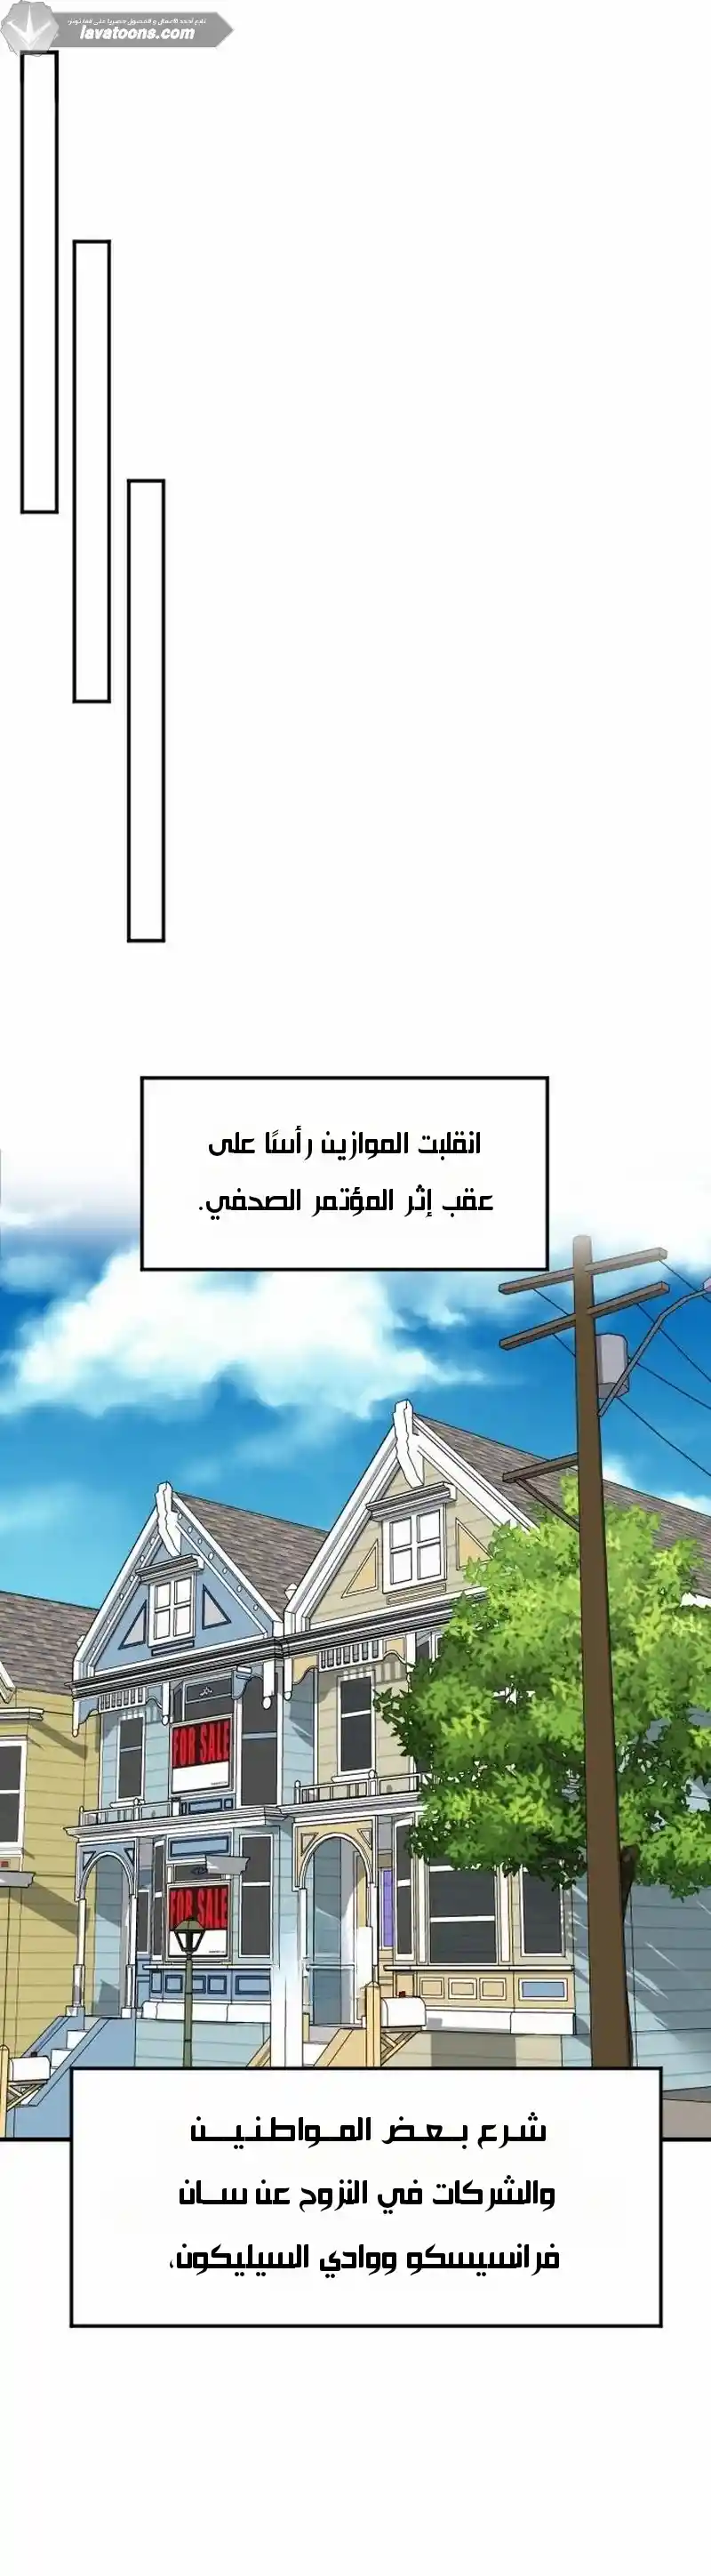 lavatoons.com
انقلبت الموازين رأسًا على
عقب إثر المؤتمر الصحفي.
FOR SALE
FOR SALE
شرع بعض المواطنين
والشركات في النزوح عن سان
فرانسيسكو ووادي السيليكون،